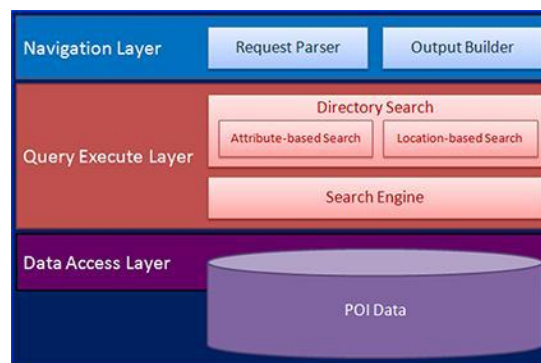 Navigation Layer
Request Parser
Output Builder
Query Execute Layer
Directory Search
Attribute-based Search
Location-based Search
Search Engine
Data Access Layer
POI Data